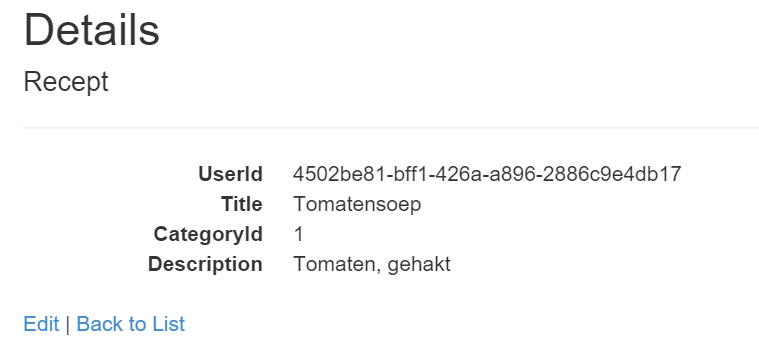 Details
Recept
UserId 4502be81-bff1-426a-a896-2886c9e4db17
Title Tomatensoep
CategoryId 1
Description Tomaten, gehakt
Edit | Back to List